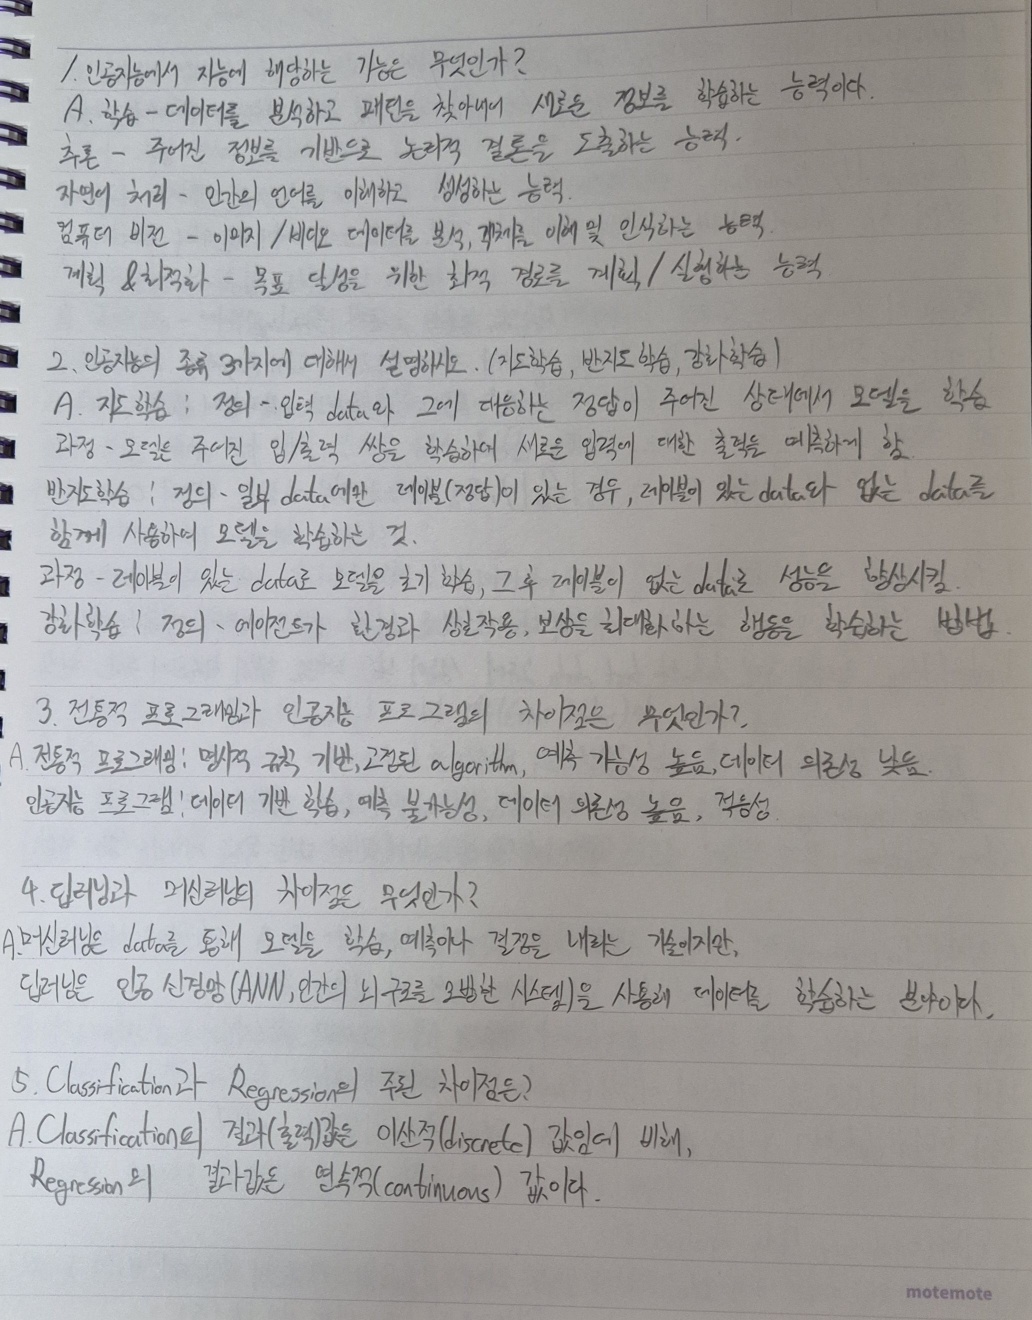 1. 인공지능에서 지능에 해당하는 기능은 무엇인가?
A. 학습 - 데이터를 분석하고 패턴을 찾아내어 새로운 정보를 학습하는 능력이다.
추론 - 주어진 정보를 기반으로 논리적 결론을 도출하는 능력.
자연어 처리 - 인간의 언어를 이해하고 생성하는 능력.
컴퓨터 비전 - 이미지/비디오 데이터를 분석, 객체를 이해 및 인식하는 능력.
계획 & 최적화 - 목표 달성을 위한 최적 경로를 계획/실행하는 능력
2. 인공지능의 종류 3가지에 대해서 설명하시오. (지도학습, 반지도학습, 강화학습)
A. 지도학습 : 정의 - 입력 data와 그에 대응하는 정답이 주어진 상태에서 모델을 학습
과정 - 모델은 주어진 입/출력 쌍을 학습하여 새로운 입력에 대한 출력을 예측하게 함.
반지도학습 : 정의 - 일부 data에만 레이블(정답)이 있는 경우, 레이블이 있는 data와 없는 data를
함께 사용하여 모델을 학습하는 것.
과정 - 레이블이 있는 data로 모델을 초기 학습, 그 후 레이블이 없는 data로 성능을 향상시킴.
강화학습 : 정의 - 에이전트가 환경과 상호작용, 보상을 최대화 하는 행동을 학습하는 방법.
3. 전통적 프로그래밍과 인공지능 프로그램의 차이점은 무엇인가?
A. 전통적 프로그래밍 : 명시적 규칙 기반, 고정된 algorithm, 예측 가능성 높음, 데이터 의존성 낮음.
인공지능 프로그램 : 데이터 기반 학습, 예측 불가능성, 데이터 의존성 높음, 적응성.
4. 딥러닝과 머신러닝의 차이점은 무엇인가?
A. 머신러닝은 data를 통해 모델을 학습, 예측이나 결정을 내리는 기술이지만,
딥러닝은 인공 신경망(ANN, 인간의 뇌 구조를 모방한 시스템)을 사용해 데이터를 학습하는 분야이다.
5. Classification과 Regression의 주된 차이점은?
A. Classification의 결과(출력)값은 이산적(discrete) 값임에 비해,
Regression의 결과값은 연속적(continuous) 값이다.
motemote